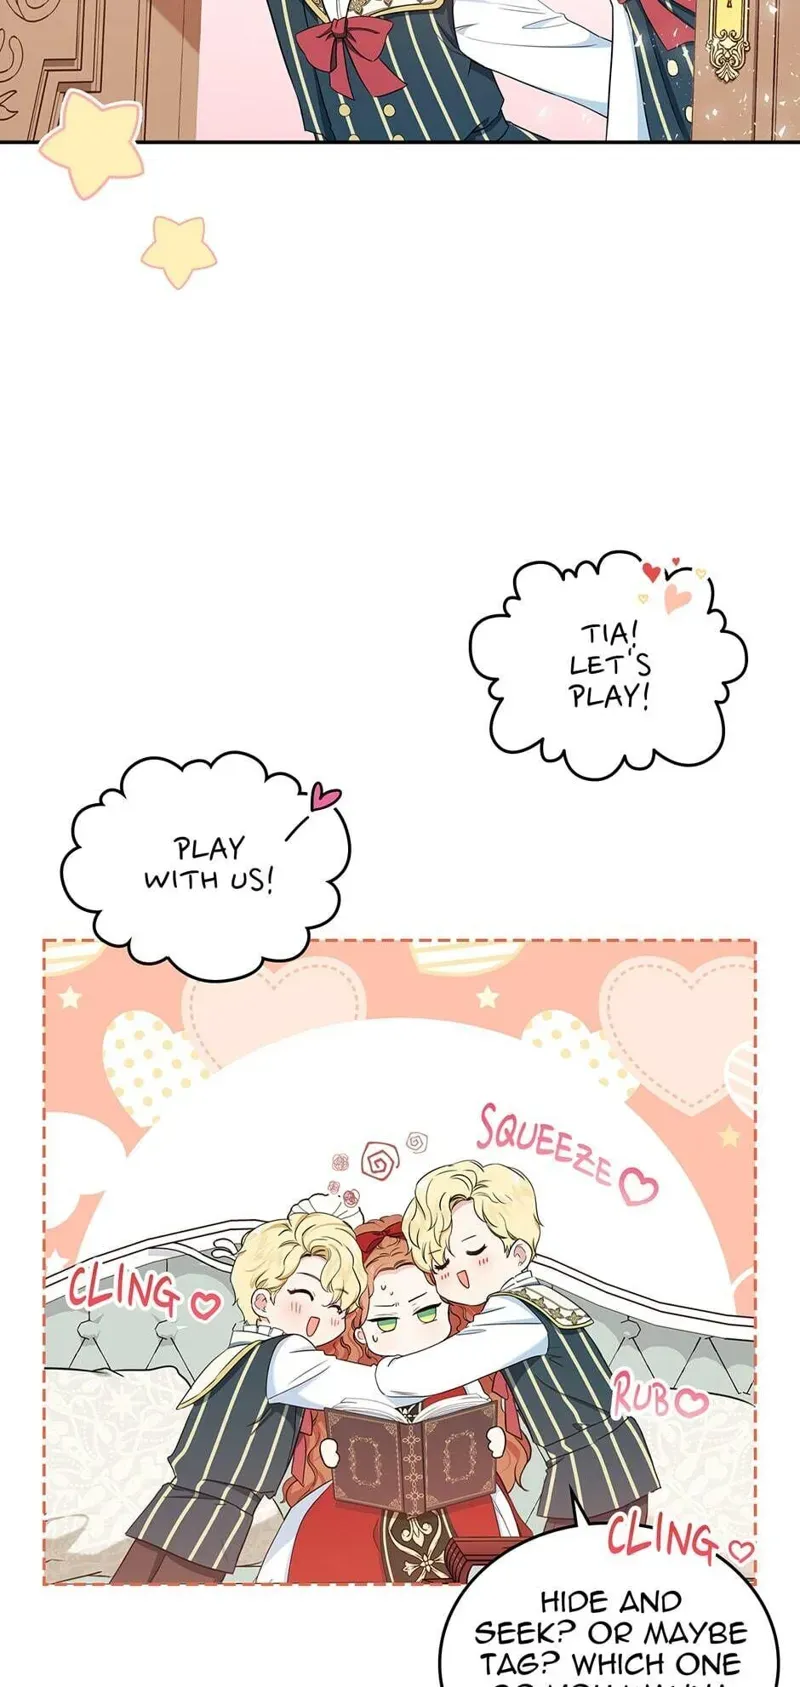 TIA!
LET'S
PLAY!
PLAY
WITH US!
SQUEEZE
CLING
RUB
CLING
HIDE AND
SEEK? OR MAYBE
TAG? WHICH ONE